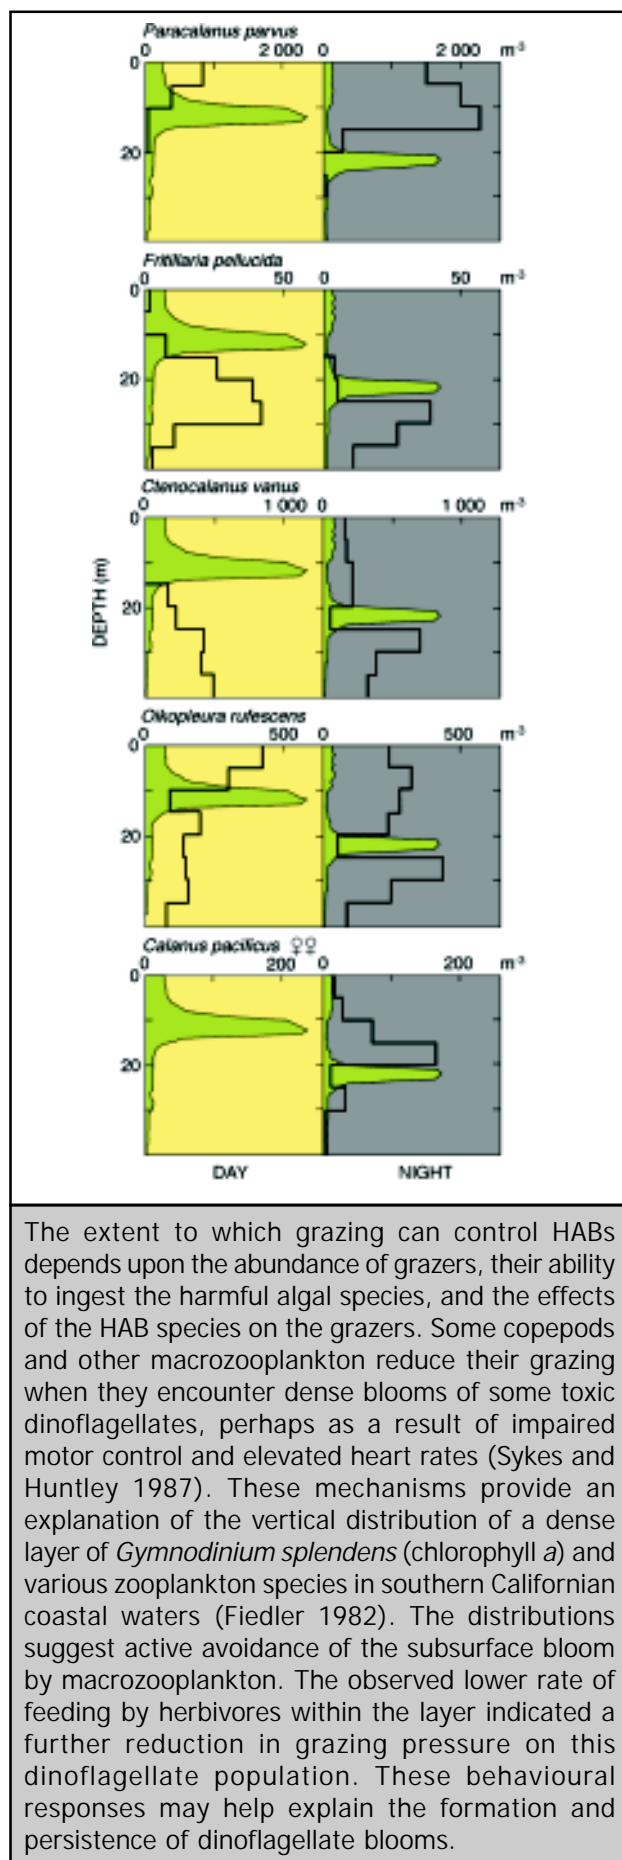 Paracalanus parvus
0 2 000 0 2 000 m-3
0
20
Fritillaria pellucida
0 50 0 50 m-3
0
20
Ctenocalanus vanus
0 1 000 0 1 000 m-3
0
20
DEPTH (m)
Oikopleura rufescens
0 500 0 500 m-3
0
20
Calanus pacificus ♀♀
0 200 0 200 m-3
0
20
DAY NIGHT
The extent to which grazing can control HABs
depends upon the abundance of grazers, their ability
to ingest the harmful algal species, and the effects
of the HAB species on the grazers. Some copepods
and other macrozooplankton reduce their grazing
when they encounter dense blooms of some toxic
dinoflagellates, perhaps as a result of impaired
motor control and elevated heart rates (Sykes and
Huntley 1987). These mechanisms provide an
explanation of the vertical distribution of a dense
layer of Gymnodinium splendens (chlorophyll a) and
various zooplankton species in southern Californian
coastal waters (Fiedler 1982). The distributions
suggest active avoidance of the subsurface bloom
by macrozooplankton. The observed lower rate of
feeding by herbivores within the layer indicated a
further reduction in grazing pressure on this
dinoflagellate population. These behavioural
responses may help explain the formation and
persistence of dinoflagellate blooms.